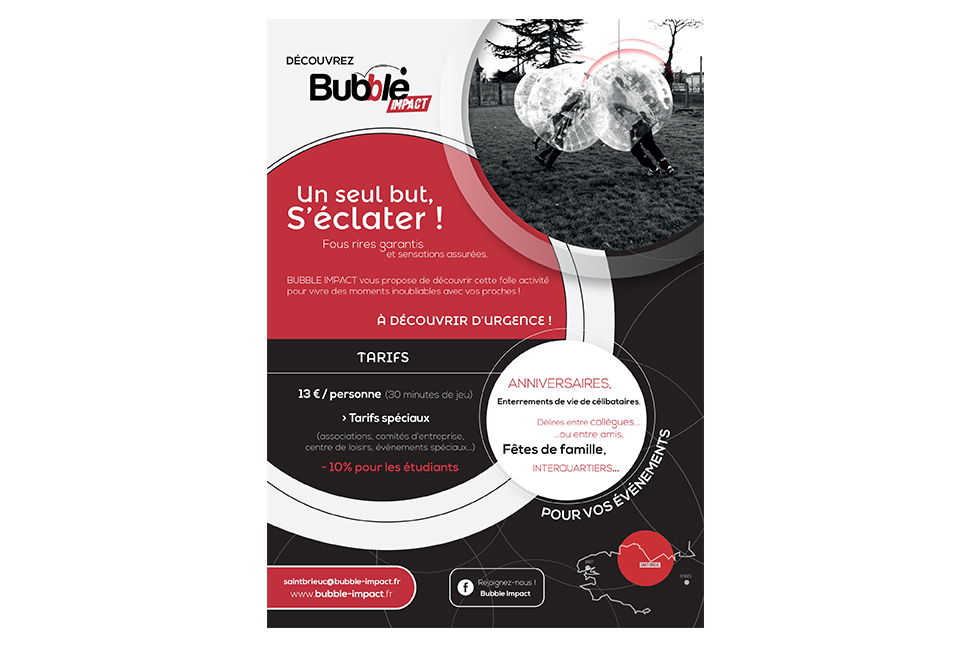 DÉCOUVREZ
Bubble
IMPACT
Un seul but,
S'éclater !
Fous rires garantis
et sensations assurées.
BUBBLE IMPACT vous propose de découvrir cette folle activité
pour vivre des moments inoubliables avec vos proches !
À DÉCOUVRIR D'URGENCE !
TARIFS
13 € / personne (30 minutes de jeu)
> Tarifs spéciaux
(associations, comités d'entreprise,
centre de loisirs, événements spéciaux...)
- 10% pour les étudiants
ANNIVERSAIRES,
Enterrements de vie de célibataires,
Délires entre collègues...
...ou entre amis,
Fêtes de famille,
INTERQUARTIERS...
POUR VOS ÉVÉNEMENTS
BREST
SAINT-BRIEUC
RENNES
saintbrieuc@bubble-impact.fr
www.bubble-impact.fr
f
Rejoignez-nous !
Bubble Impact